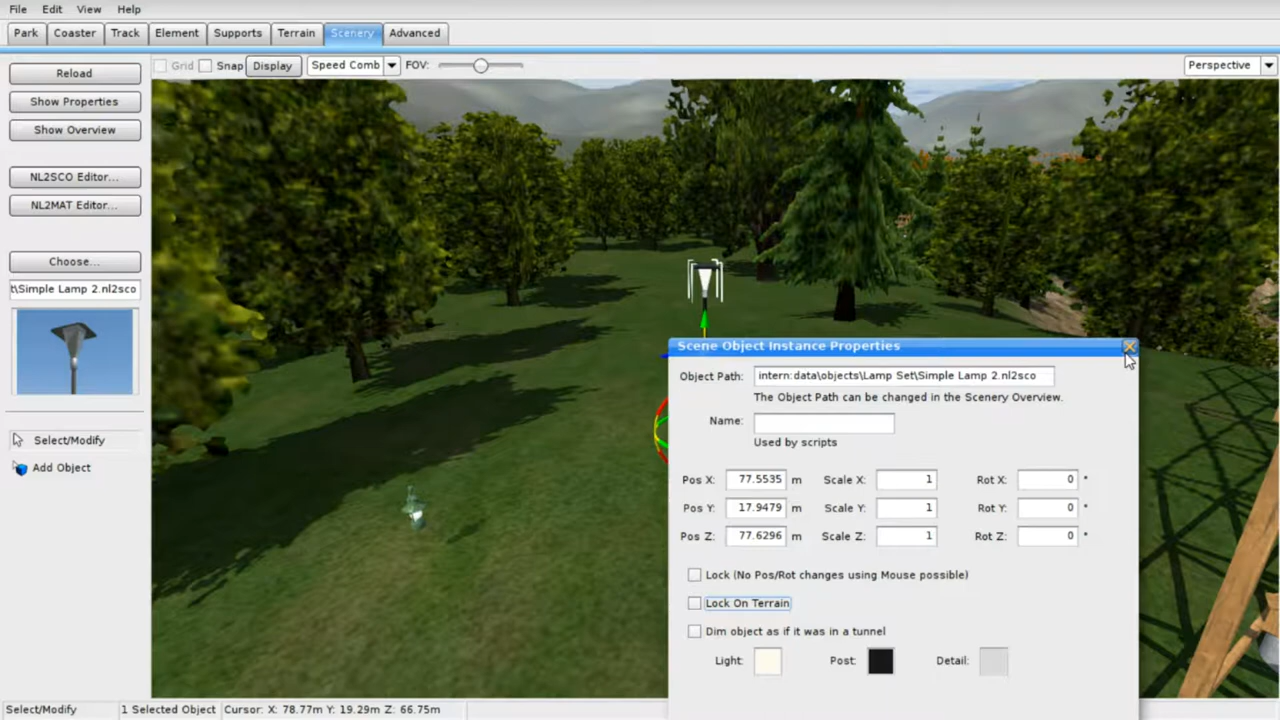 File Edit View Help
Park Coaster Track Element Supports Terrain Scenery Advanced
Reload
Show Properties
Show Overview
NL2SCO Editor...
NL2MAT Editor...
Choose...
t\Simple Lamp 2.nl2sco
Select/Modify
Add Object
Grid Snap Display Speed Comb FOV: Perspective
Scene Object Instance Properties
Object Path: intern:data\objects\Lamp Set\Simple Lamp 2.nl2sco
The Object Path can be changed in the Scenery Overview.
Name:
Used by scripts
Pos X: 77.5535 m Scale X: 1 Rot X: 0 °
Pos Y: 17.9479 m Scale Y: 1 Rot Y: 0 °
Pos Z: 77.6296 m Scale Z: 1 Rot Z: 0 °
Lock (No Pos/Rot changes using Mouse possible)
Lock On Terrain
Dim object as if it was in a tunnel
Light: Post: Detail:
Select/Modify 1 Selected Object Cursor: X: 78.77m Y: 19.29m Z: 66.75m